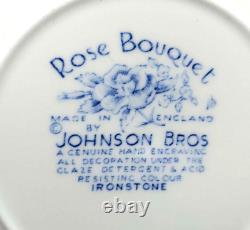 Rose Bouquet
MADE IN ENGLAND
© BY
JOHNSON BROS
A GENUINE HAND ENGRAVING
ALL DECORATION UNDER THE
GLAZE DETERGENT & ACID
RESISTING COLOUR
IRONSTONE